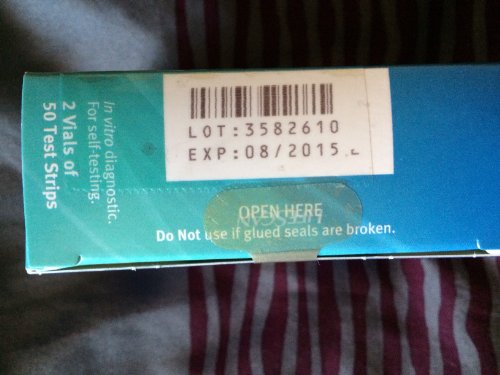 LOT:3582610
EXP:08/2015
In vitro diagnostic.
For self-testing.
2 Vials of
50 Test Strips
OPEN HERE
LIFESCAN
Do Not use if glued seals are broken.